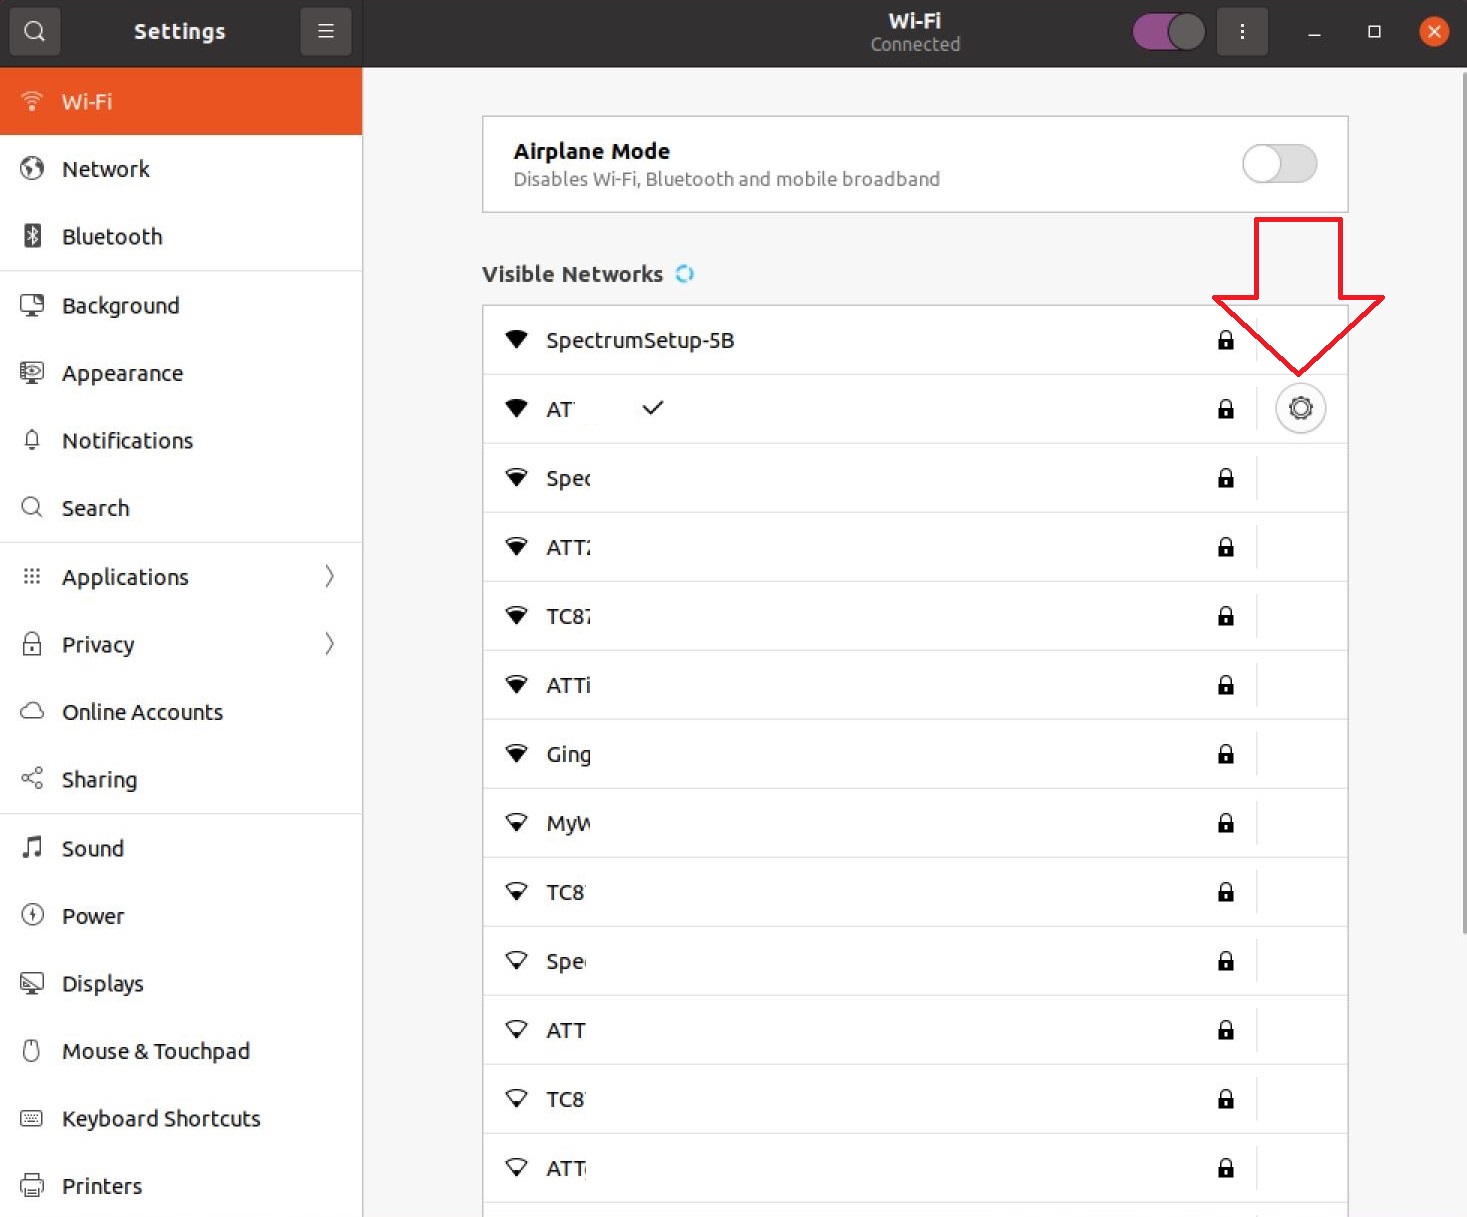 Settings
Wi-Fi
Connected
Wi-Fi
Network
Bluetooth
Background
Appearance
Notifications
Search
Applications
Privacy
Online Accounts
Sharing
Sound
Power
Displays
Mouse & Touchpad
Keyboard Shortcuts
Printers
Airplane Mode
Disables Wi-Fi, Bluetooth and mobile broadband
Visible Networks
SpectrumSetup-5B
AT
Spec
ATT2
TC87
ATTi
Ging
MyW
TC8
Spe
ATT
TC8
ATT